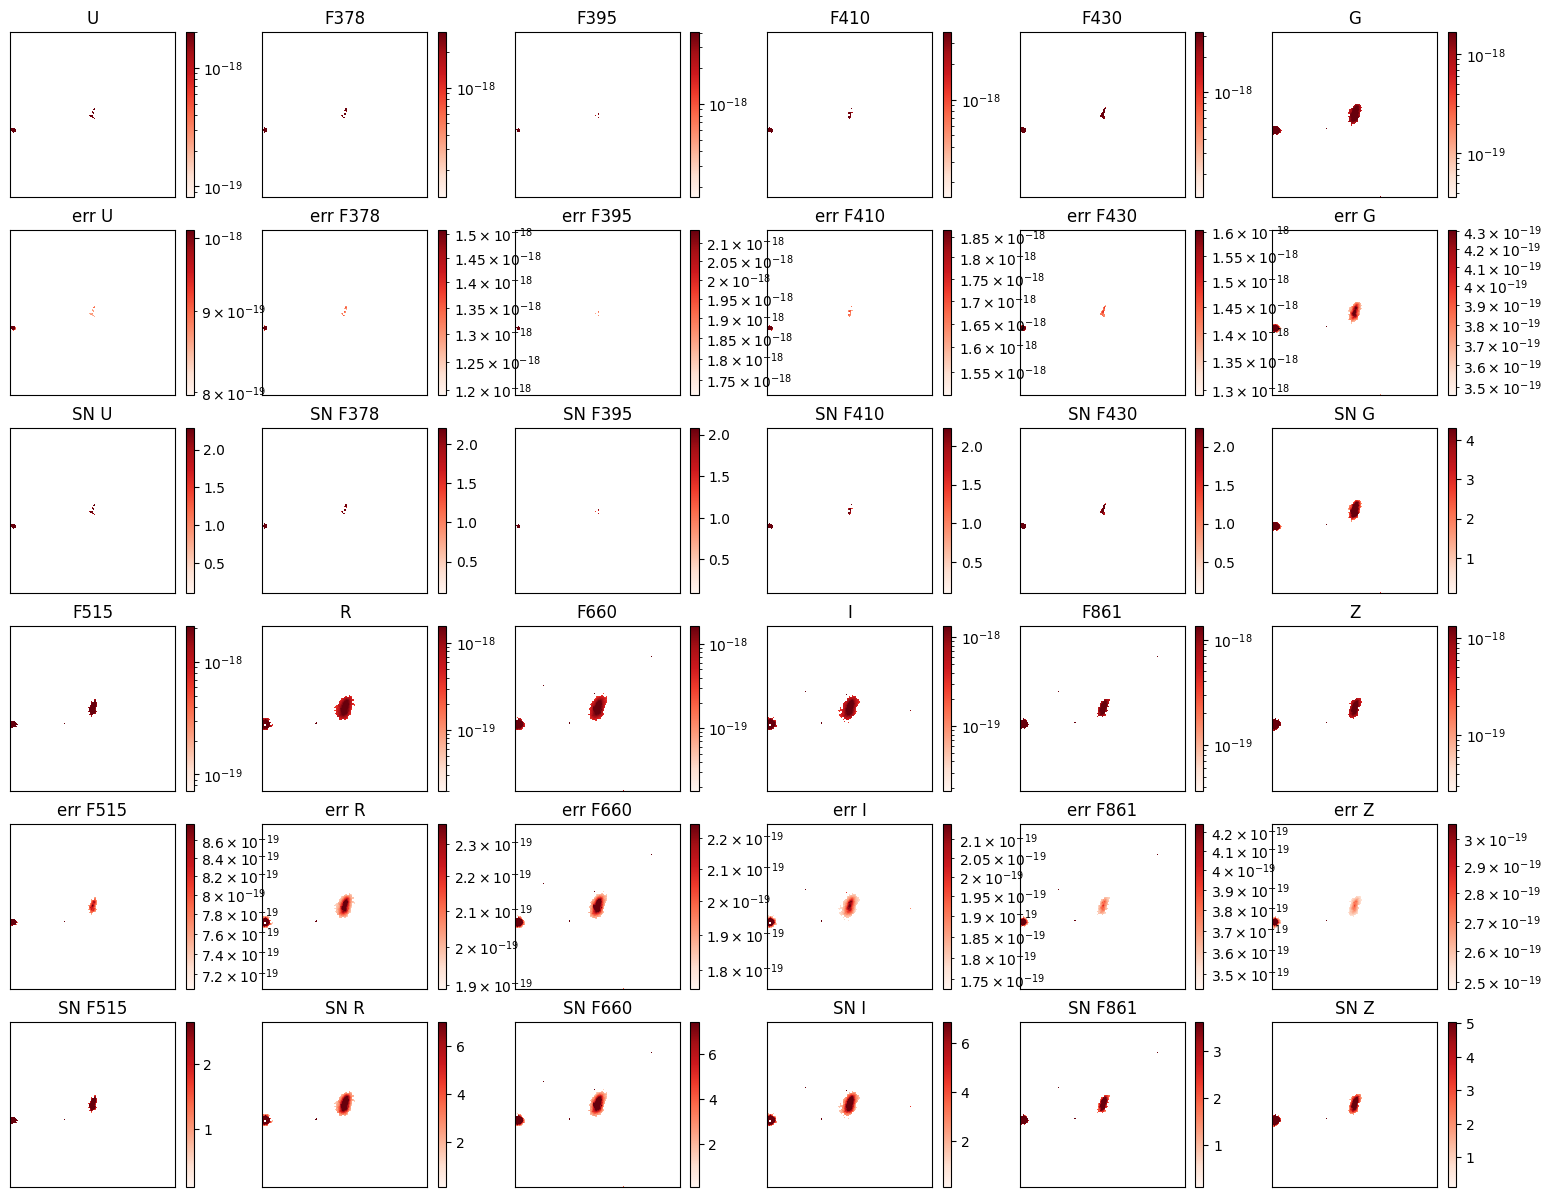 U F378 F395 F410 F430 G
10⁻¹⁸ 10⁻¹⁹
10⁻¹⁸
10⁻¹⁸
10⁻¹⁸
10⁻¹⁸
10⁻¹⁸ 10⁻¹⁹
err U err F378 err F395 err F410 err F430 err G
10⁻¹⁸ 9 × 10⁻¹⁹ 8 × 10⁻¹⁹
1.5 × 10⁻¹⁸ 1.45 × 10⁻¹⁸ 1.4 × 10⁻¹⁸ 1.35 × 10⁻¹⁸ 1.3 × 10⁻¹⁸ 1.25 × 10⁻¹⁸ 1.2 × 10⁻¹⁸
2.1 × 10⁻¹⁸ 2.05 × 10⁻¹⁸ 2 × 10⁻¹⁸ 1.95 × 10⁻¹⁸ 1.9 × 10⁻¹⁸ 1.85 × 10⁻¹⁸ 1.8 × 10⁻¹⁸ 1.75 × 10⁻¹⁸
1.85 × 10⁻¹⁸ 1.8 × 10⁻¹⁸ 1.75 × 10⁻¹⁸ 1.7 × 10⁻¹⁸ 1.65 × 10⁻¹⁸ 1.6 × 10⁻¹⁸ 1.55 × 10⁻¹⁸
1.6 × 10⁻¹⁸ 1.55 × 10⁻¹⁸ 1.5 × 10⁻¹⁸ 1.45 × 10⁻¹⁸ 1.4 × 10⁻¹⁸ 1.35 × 10⁻¹⁸ 1.3 × 10⁻¹⁸
4.3 × 10⁻¹⁹ 4.2 × 10⁻¹⁹ 4.1 × 10⁻¹⁹ 4 × 10⁻¹⁹ 3.9 × 10⁻¹⁹ 3.8 × 10⁻¹⁹ 3.7 × 10⁻¹⁹ 3.6 × 10⁻¹⁹ 3.5 × 10⁻¹⁹
SN U SN F378 SN F395 SN F410 SN F430 SN G
2.0 1.5 1.0 0.5
2.0 1.5 1.0 0.5
2.0 1.5 1.0 0.5
2.0 1.5 1.0 0.5
2.0 1.5 1.0 0.5
4 3 2 1
F515 R F660 I F861 Z
10⁻¹⁸ 10⁻¹⁹
10⁻¹⁸ 10⁻¹⁹
10⁻¹⁸ 10⁻¹⁹
10⁻¹⁸ 10⁻¹⁹
10⁻¹⁸ 10⁻¹⁹
10⁻¹⁸ 10⁻¹⁹
err F515 err R err F660 err I err F861 err Z
8.6 × 10⁻¹⁹ 8.4 × 10⁻¹⁹ 8.2 × 10⁻¹⁹ 8 × 10⁻¹⁹ 7.8 × 10⁻¹⁹ 7.6 × 10⁻¹⁹ 7.4 × 10⁻¹⁹ 7.2 × 10⁻¹⁹
2.3 × 10⁻¹⁹ 2.2 × 10⁻¹⁹ 2.1 × 10⁻¹⁹ 2 × 10⁻¹⁹ 1.9 × 10⁻¹⁹
2.2 × 10⁻¹⁹ 2.1 × 10⁻¹⁹ 2 × 10⁻¹⁹ 1.9 × 10⁻¹⁹ 1.8 × 10⁻¹⁹
2.1 × 10⁻¹⁹ 2.05 × 10⁻¹⁹ 2 × 10⁻¹⁹ 1.95 × 10⁻¹⁹ 1.9 × 10⁻¹⁹ 1.85 × 10⁻¹⁹ 1.8 × 10⁻¹⁹ 1.75 × 10⁻¹⁹
4.2 × 10⁻¹⁹ 4.1 × 10⁻¹⁹ 4 × 10⁻¹⁹ 3.9 × 10⁻¹⁹ 3.8 × 10⁻¹⁹ 3.7 × 10⁻¹⁹ 3.6 × 10⁻¹⁹ 3.5 × 10⁻¹⁹
3 × 10⁻¹⁹ 2.9 × 10⁻¹⁹ 2.8 × 10⁻¹⁹ 2.7 × 10⁻¹⁹ 2.6 × 10⁻¹⁹ 2.5 × 10⁻¹⁹
SN F515 SN R SN F660 SN I SN F861 SN Z
2 1
6 4 2
6 4 2
6 4 2
3 2 1
5 4 3 2 1